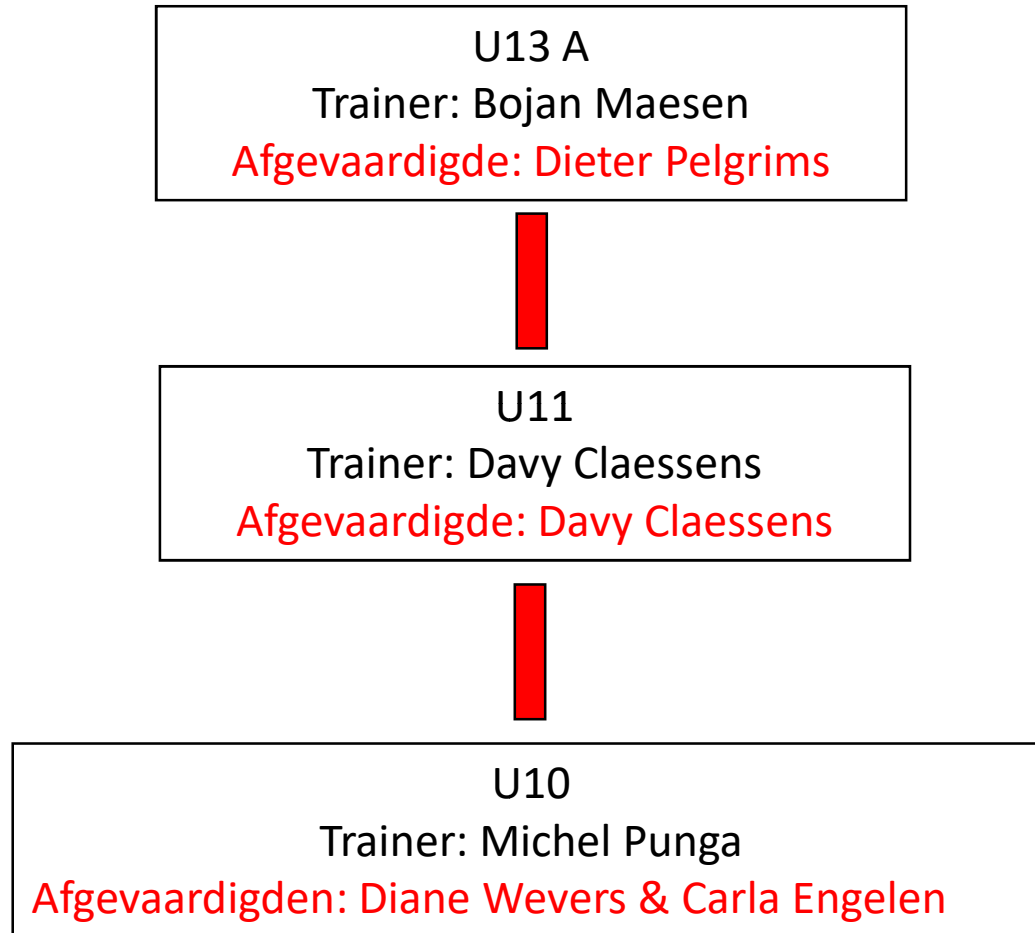 U13 A
Trainer: Bojan Maesen
Afgevaardigde: Dieter Pelgrims
U11
Trainer: Davy Claessens
Afgevaardigde: Davy Claessens
U10
Trainer: Michel Punga
Afgevaardigden: Diane Wevers & Carla Engelen